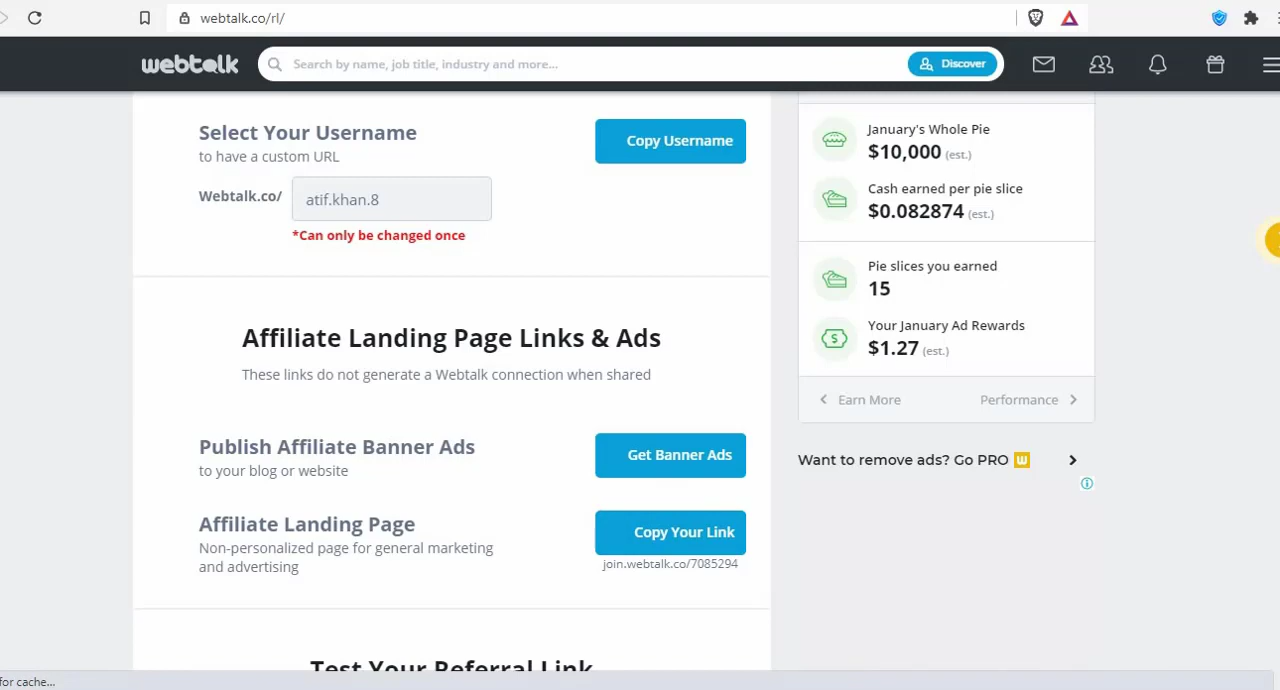 webtalk.co/rl/
webtalk
Search by name, job title, industry and more...
Discover
Select Your Username
to have a custom URL
Copy Username
Webtalk.co/
atif.khan.8
*Can only be changed once
Affiliate Landing Page Links & Ads
These links do not generate a Webtalk connection when shared
Publish Affiliate Banner Ads
to your blog or website
Get Banner Ads
Affiliate Landing Page
Non-personalized page for general marketing
and advertising
Copy Your Link
join.webtalk.co/7085294
Test Your Referral Link
January's Whole Pie
$10,000 (est.)
Cash earned per pie slice
$0.082874 (est.)
Pie slices you earned
15
Your January Ad Rewards
$1.27 (est.)
Earn More
Performance
Want to remove ads? Go PRO W
for cache...